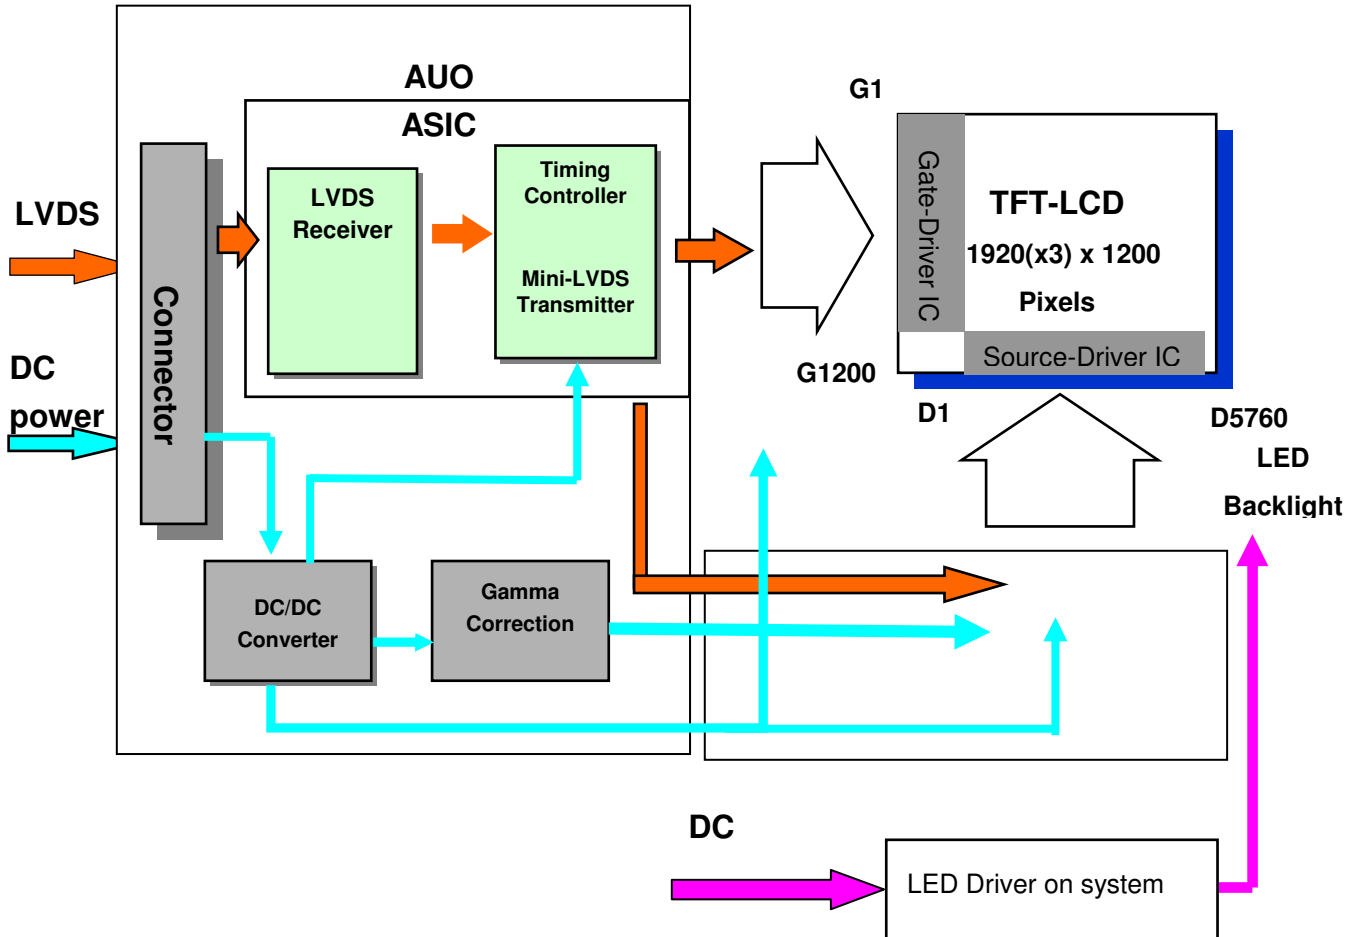 AUO
ASIC
LVDS
DC
power
Connector
LVDS
Receiver
Timing
Controller
Mini-LVDS
Transmitter
DC/DC
Converter
Gamma
Correction
G1
G1200
Gate-Driver IC
TFT-LCD
1920(x3) x 1200
Pixels
Source-Driver IC
D1
D5760
LED
Backlight
DC
LED Driver on system